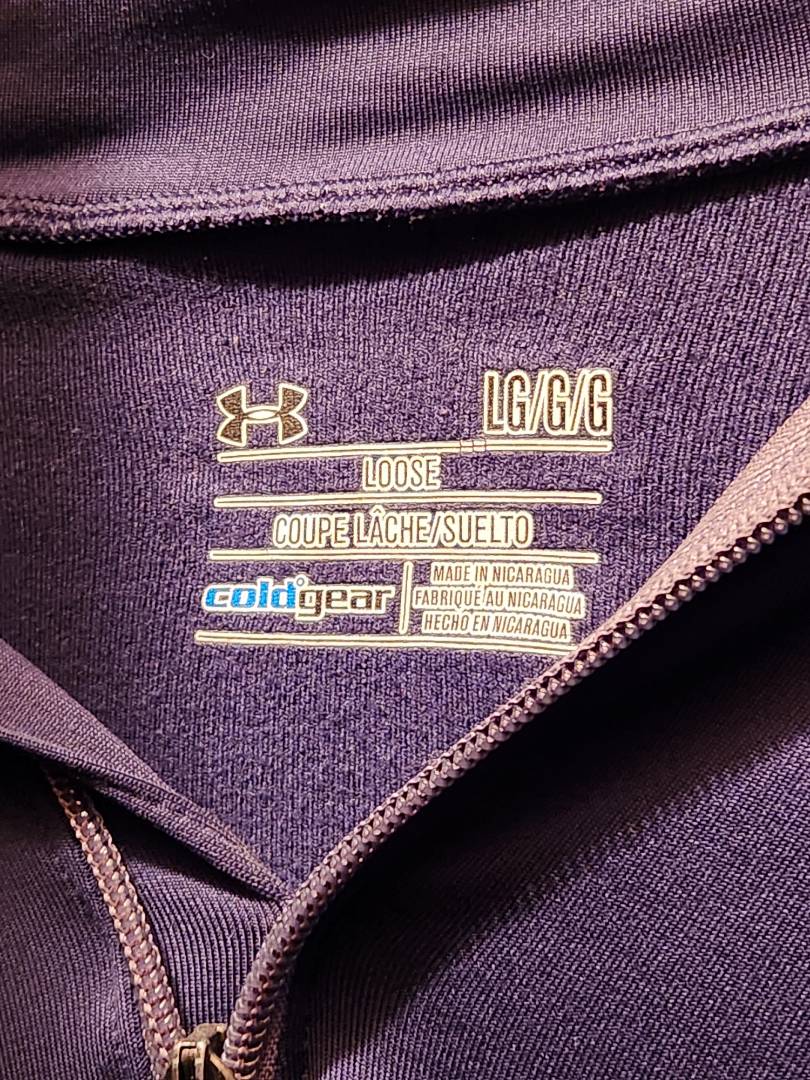 LG/G/G
LOOSE
COUPE LÂCHE/SUELTO
coldgear
MADE IN NICARAGUA
FABRIQUÉ AU NICARAGUA
HECHO EN NICARAGUA